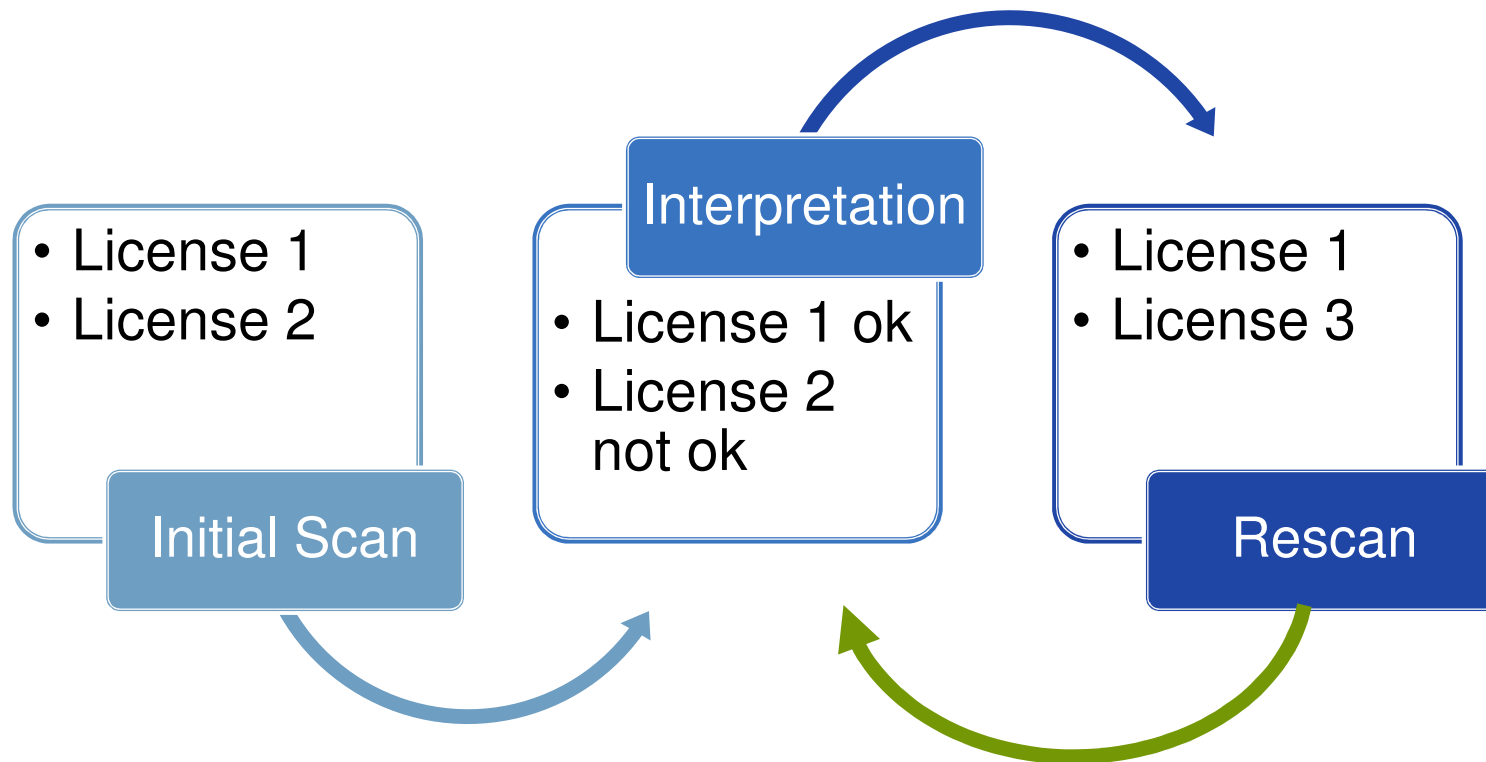 • License 1
• License 2
Initial Scan
Interpretation
• License 1 ok
• License 2
not ok
• License 1
• License 3
Rescan